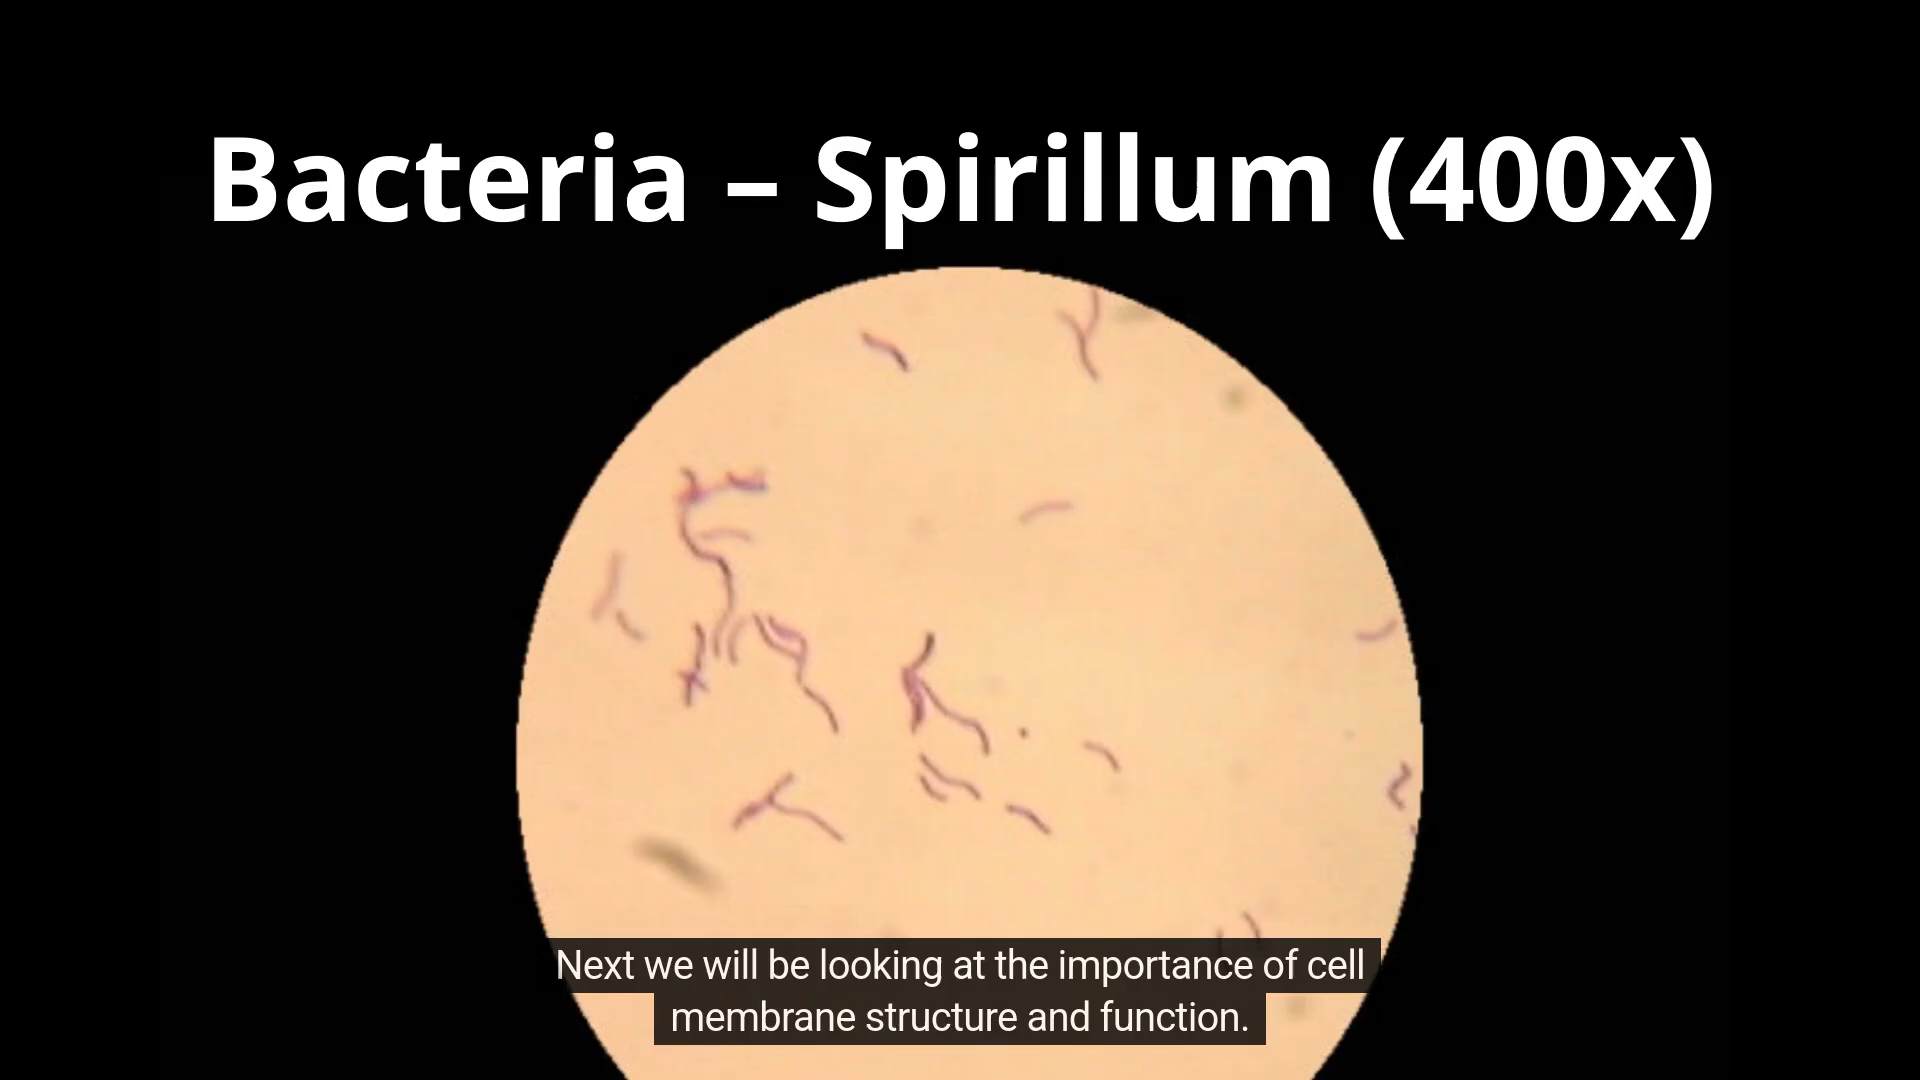 Bacteria – Spirillum (400x)
Next we will be looking at the importance of cell
membrane structure and function.